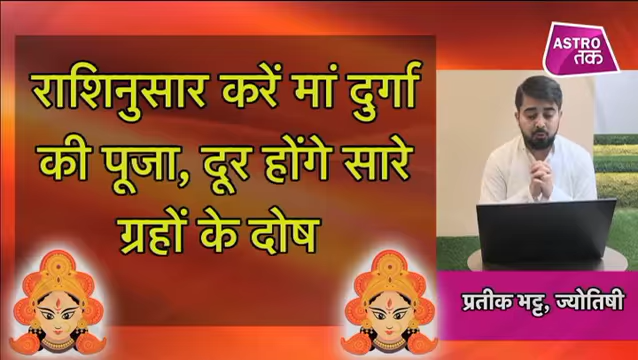 राशिनुसार करें मां दुर्गा
की पूजा, दूर होंगे सारे
ग्रहों के दोष
ASTRO
तक
प्रतीक भट्ट, ज्योतिषी